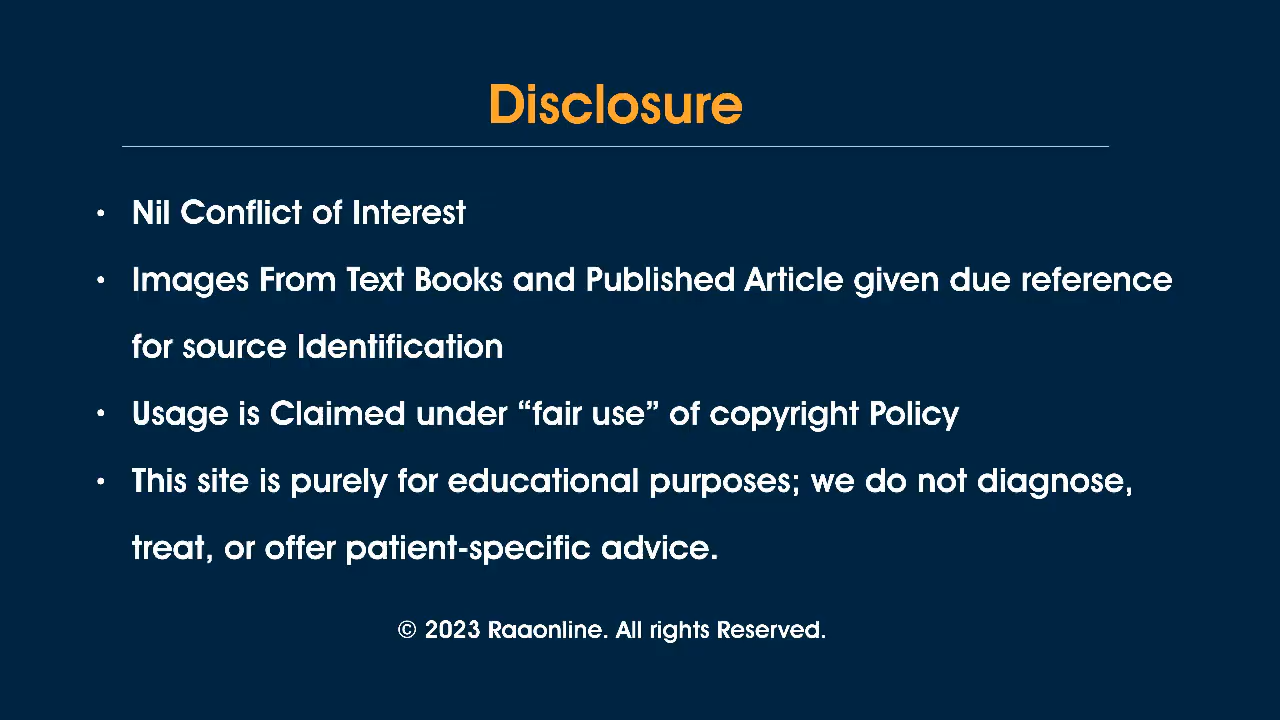 Disclosure
• Nil Conflict of Interest
• Images From Text Books and Published Article given due reference
for source Identification
• Usage is Claimed under “fair use” of copyright Policy
• This site is purely for educational purposes; we do not diagnose,
treat, or offer patient-specific advice.
© 2023 Raaonline. All rights Reserved.